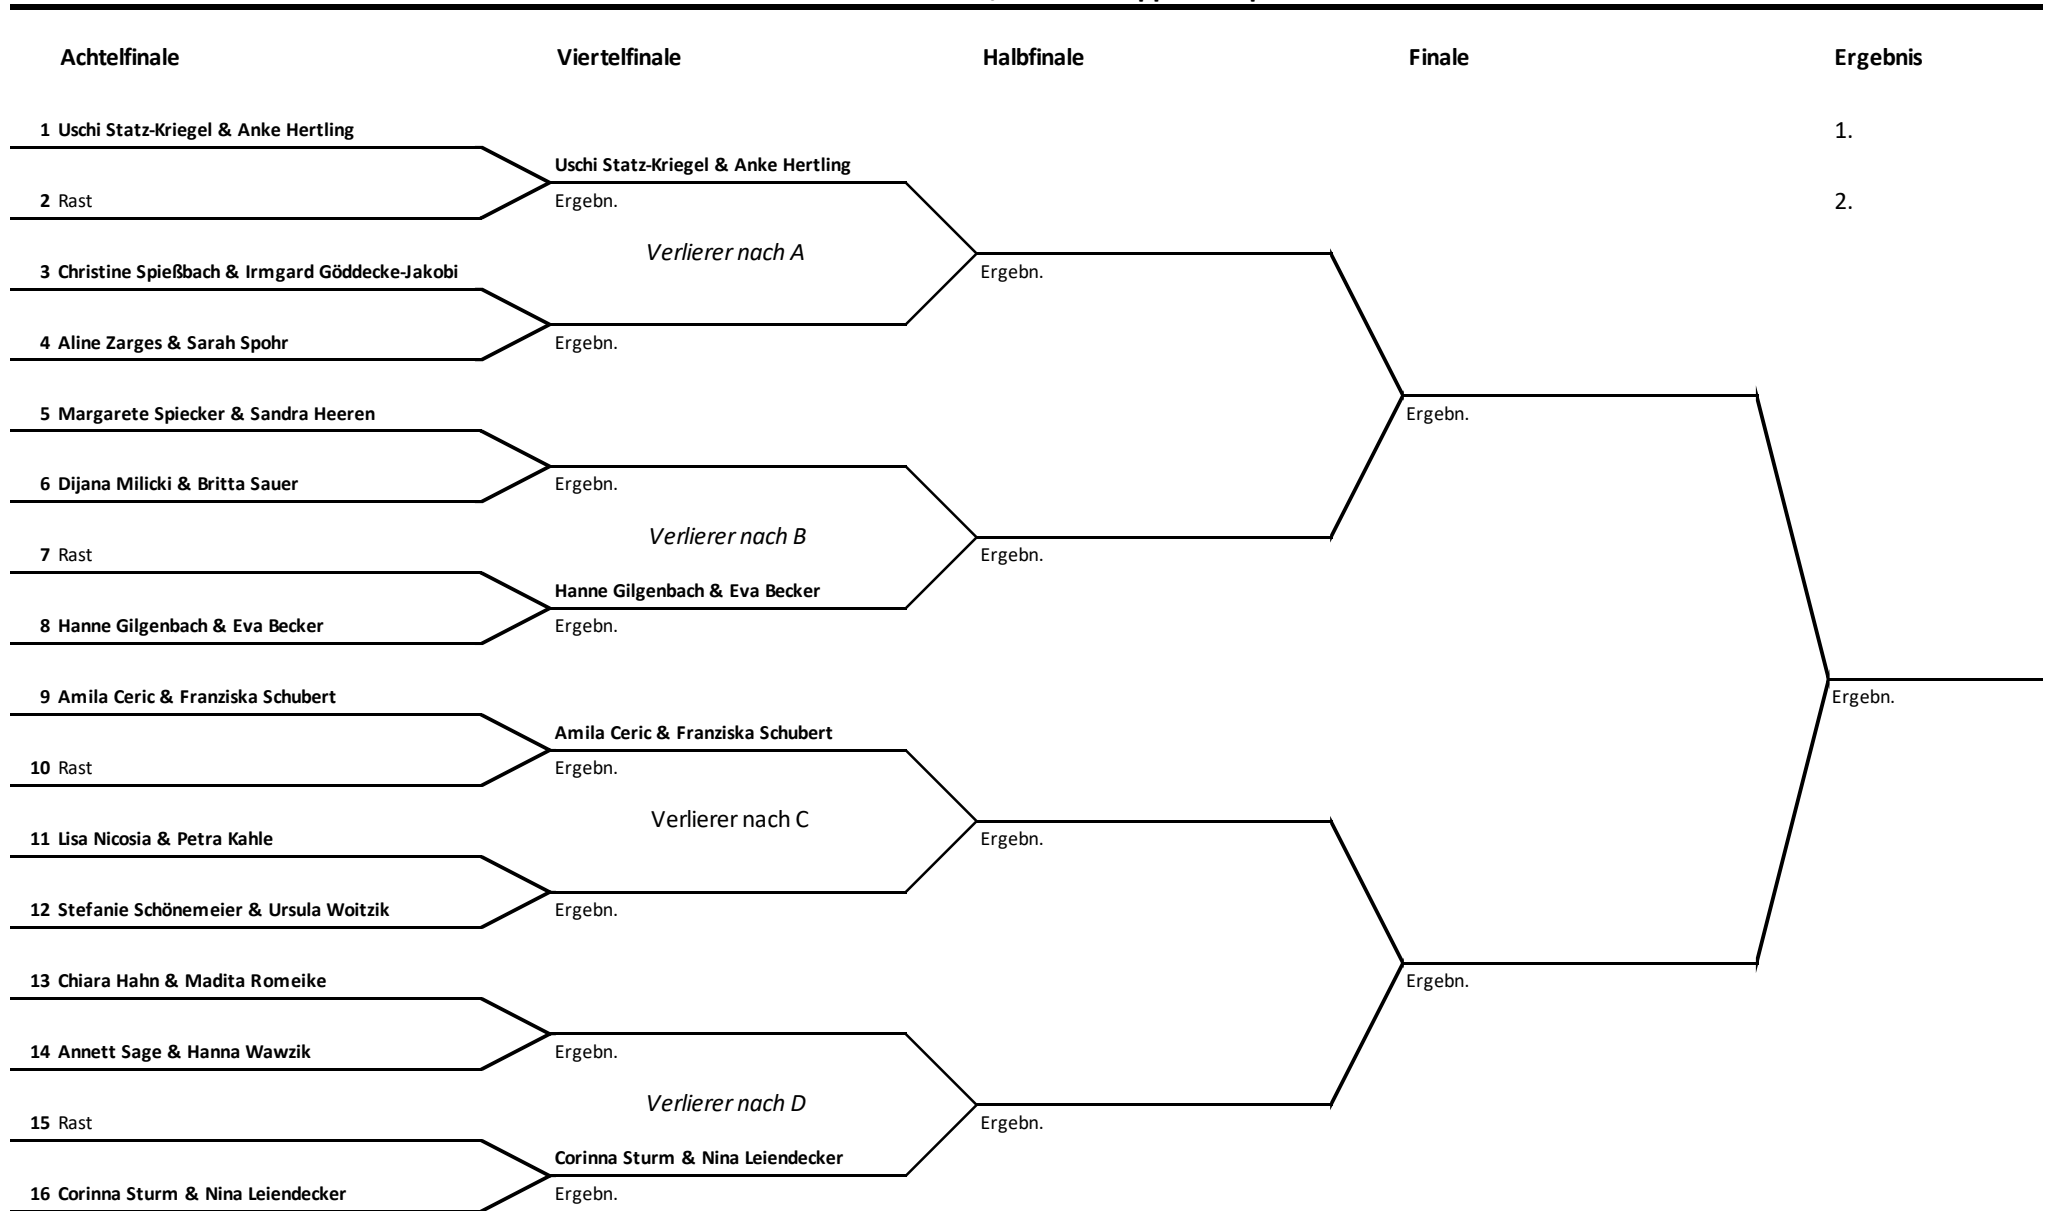 Achtelfinale Viertelfinale Halbfinale Finale Ergebnis
1 Uschi Statz-Kriegel & Anke Hertling 1.
Uschi Statz-Kriegel & Anke Hertling
2 Rast Ergebn. 2.
Verlierer nach A
3 Christine Spießbach & Irmgard Göddecke-Jakobi Ergebn.
4 Aline Zarges & Sarah Spohr Ergebn.
5 Margarete Spiecker & Sandra Heeren Ergebn.
6 Dijana Milicki & Britta Sauer Ergebn.
Verlierer nach B
7 Rast Ergebn.
Hanne Gilgenbach & Eva Becker
8 Hanne Gilgenbach & Eva Becker Ergebn.
9 Amila Ceric & Franziska Schubert Ergebn.
Amila Ceric & Franziska Schubert
10 Rast Ergebn.
Verlierer nach C
11 Lisa Nicosia & Petra Kahle Ergebn.
12 Stefanie Schönemeier & Ursula Woitzik Ergebn.
13 Chiara Hahn & Madita Romeike Ergebn.
14 Annett Sage & Hanna Wawzik Ergebn.
Verlierer nach D
15 Rast Ergebn.
Corinna Sturm & Nina Leiendecker
16 Corinna Sturm & Nina Leiendecker Ergebn.